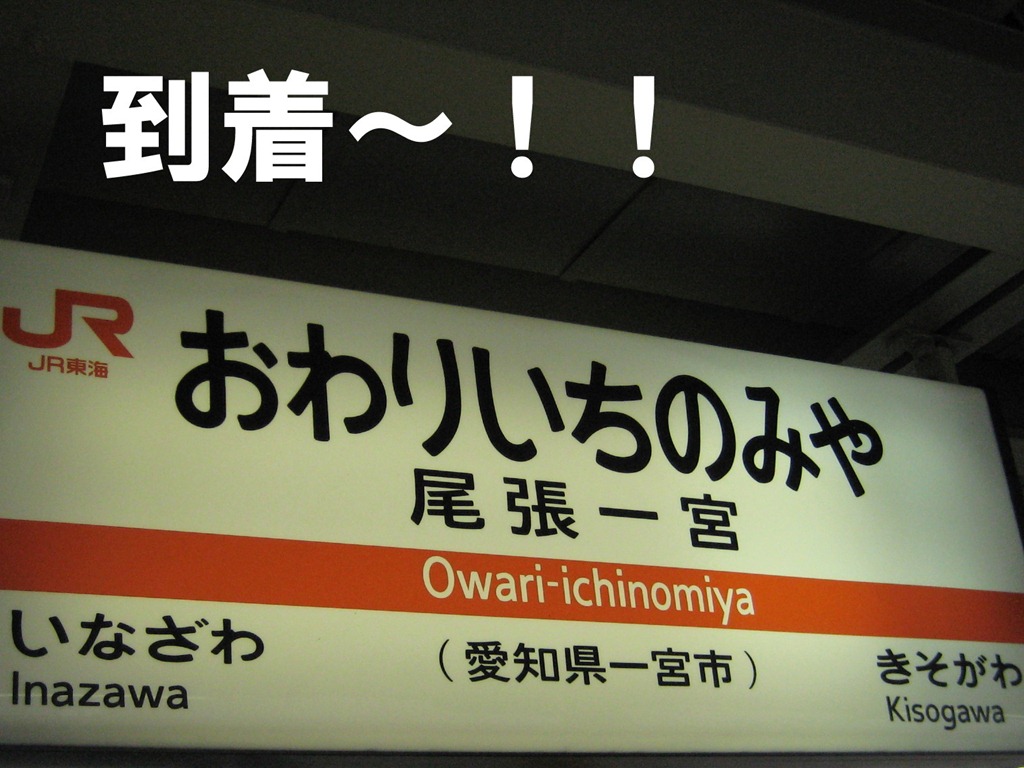 到着～！！
JR
JR東海
おわりいちのみや
尾張一宮
Owari-ichinomiya
いなざわ
Inazawa
(愛知県一宮市)
きそがわ
Kisogawa